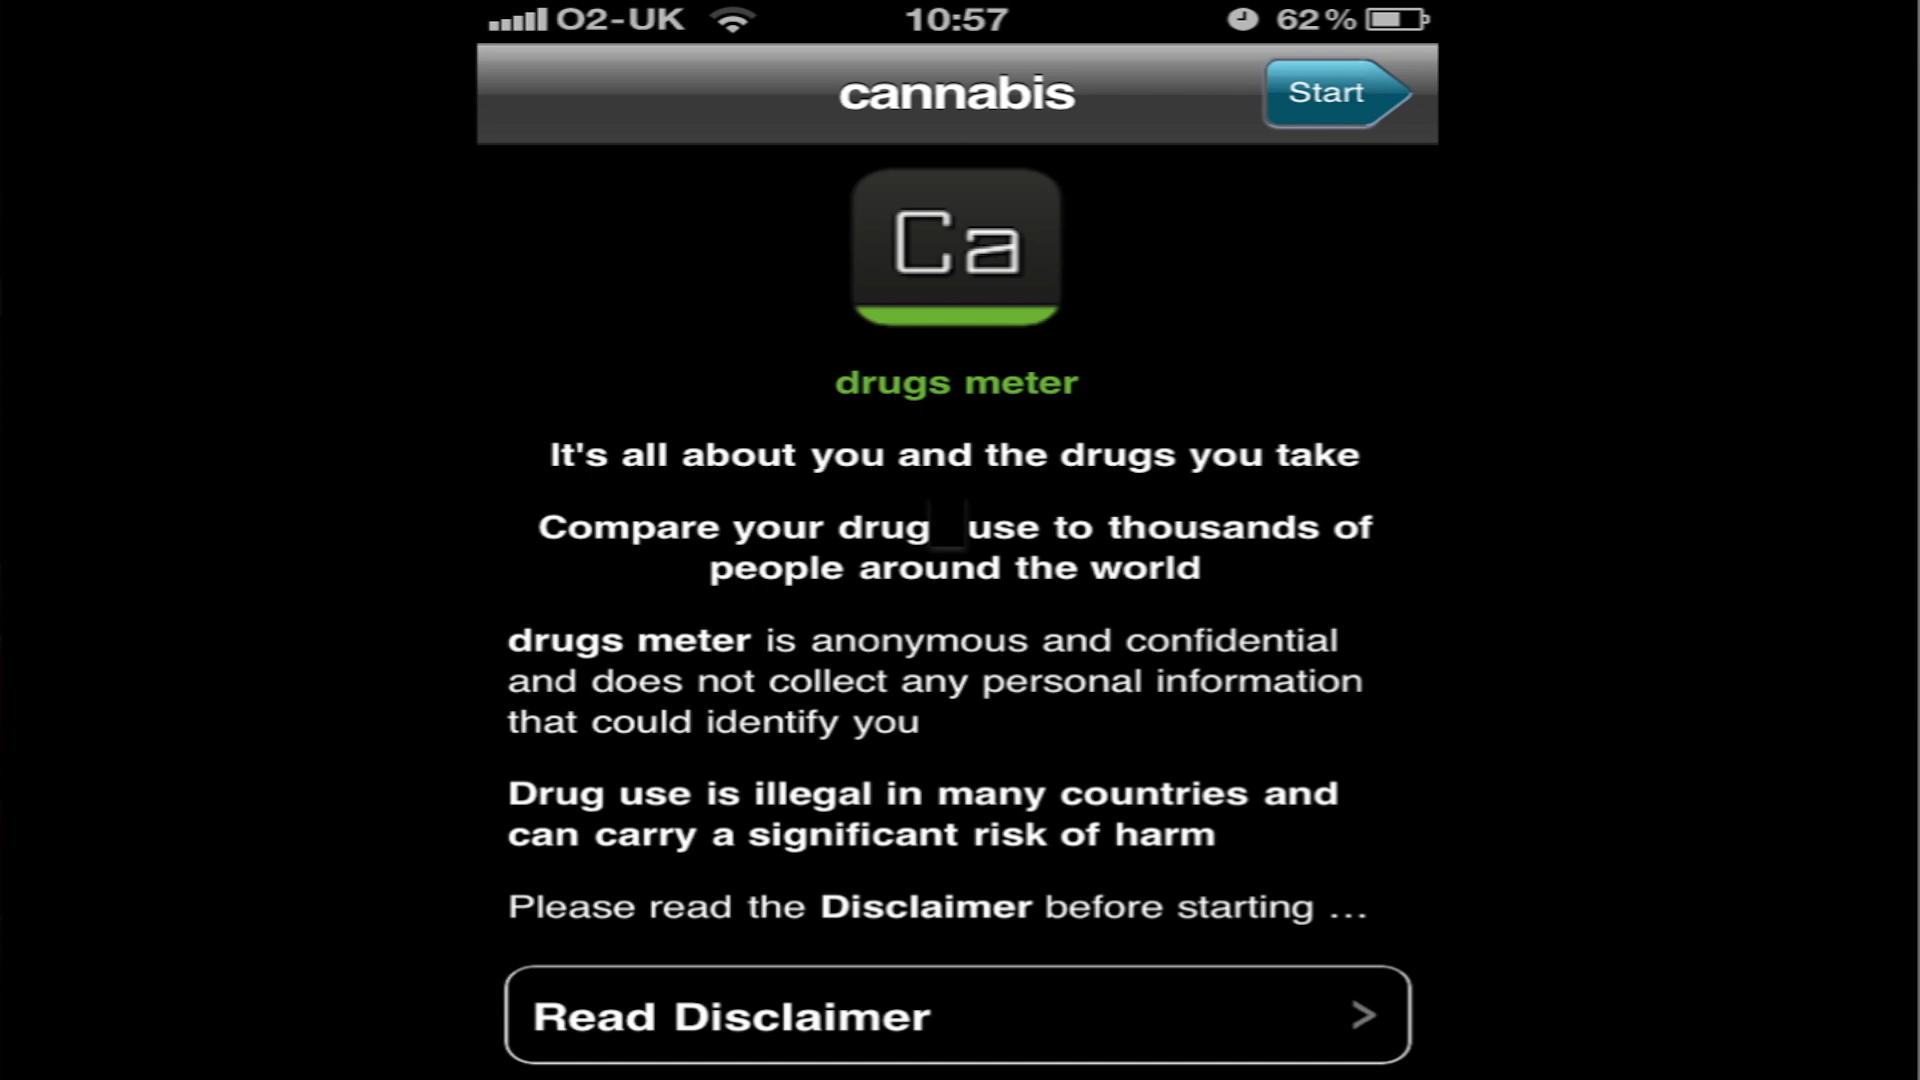 O2-UK 10:57 62%
cannabis Start
Ca
drugs meter
It's all about you and the drugs you take
Compare your drug use to thousands of
people around the world
drugs meter is anonymous and confidential
and does not collect any personal information
that could identify you
Drug use is illegal in many countries and
can carry a significant risk of harm
Please read the Disclaimer before starting ...
Read Disclaimer >